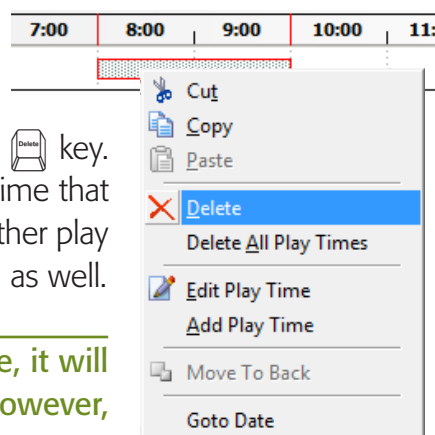 7:00 8:00 9:00 10:00 11:
Cut
Copy
Paste
Delete
Delete All Play Times
Edit Play Time
Add Play Time
Move To Back
Goto Date
Delete key.
ime that
ther play
as well.
e, it will
owever,